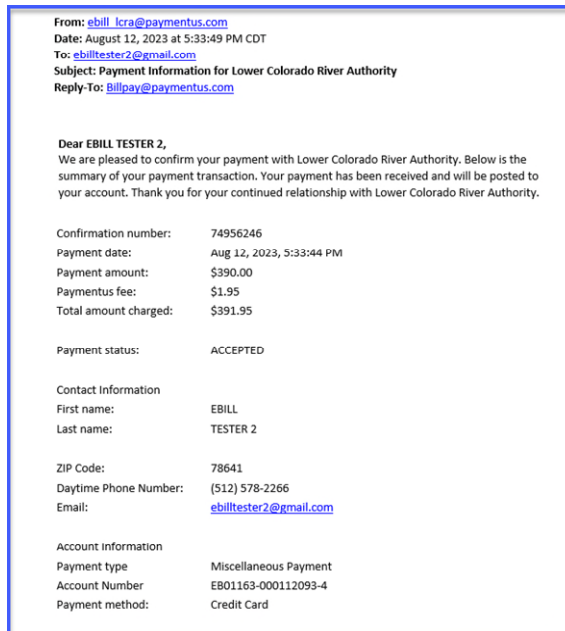 From: ebill_lcra@paymentus.com
Date: August 12, 2023 at 5:33:49 PM CDT
To: ebilltester2@gmail.com
Subject: Payment Information for Lower Colorado River Authority
Reply-To: Billpay@paymentus.com
Dear EBILL TESTER 2,
We are pleased to confirm your payment with Lower Colorado River Authority. Below is the
summary of your payment transaction. Your payment has been received and will be posted to
your account. Thank you for your continued relationship with Lower Colorado River Authority.
Confirmation number: 74956246
Payment date: Aug 12, 2023, 5:33:44 PM
Payment amount: $390.00
Paymentus fee: $1.95
Total amount charged: $391.95
Payment status: ACCEPTED
Contact Information
First name: EBILL
Last name: TESTER 2
ZIP Code: 78641
Daytime Phone Number: (512) 578-2266
Email: ebilltester2@gmail.com
Account Information
Payment type Miscellaneous Payment
Account Number EB01163-000112093-4
Payment method: Credit Card